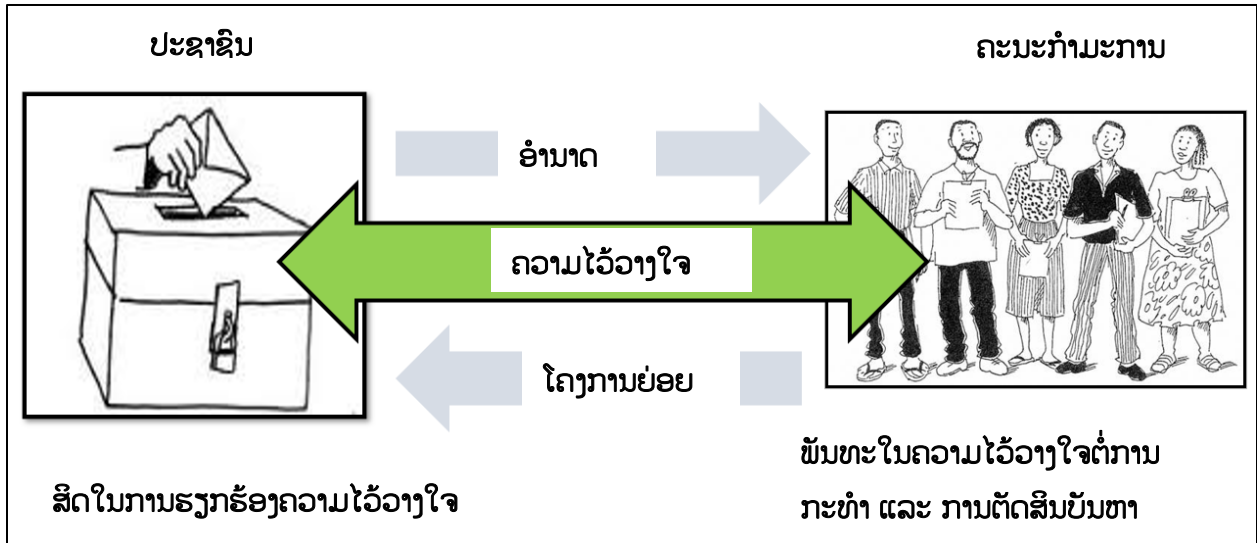 ປະຊາຊົນ
ຄະນະກຳມະການ
ອຳນາດ
ຄວາມໄວ້ວາງໃຈ
ໂຄງການຍ່ອຍ
ສິດໃນການຮຽກຮ້ອງຄວາມໄວ້ວາງໃຈ
ພັນທະໃນຄວາມໄວ້ວາງໃຈຕໍ່ການ
ກະທຳ ແລະ ການຕັດສິນບັນຫາ